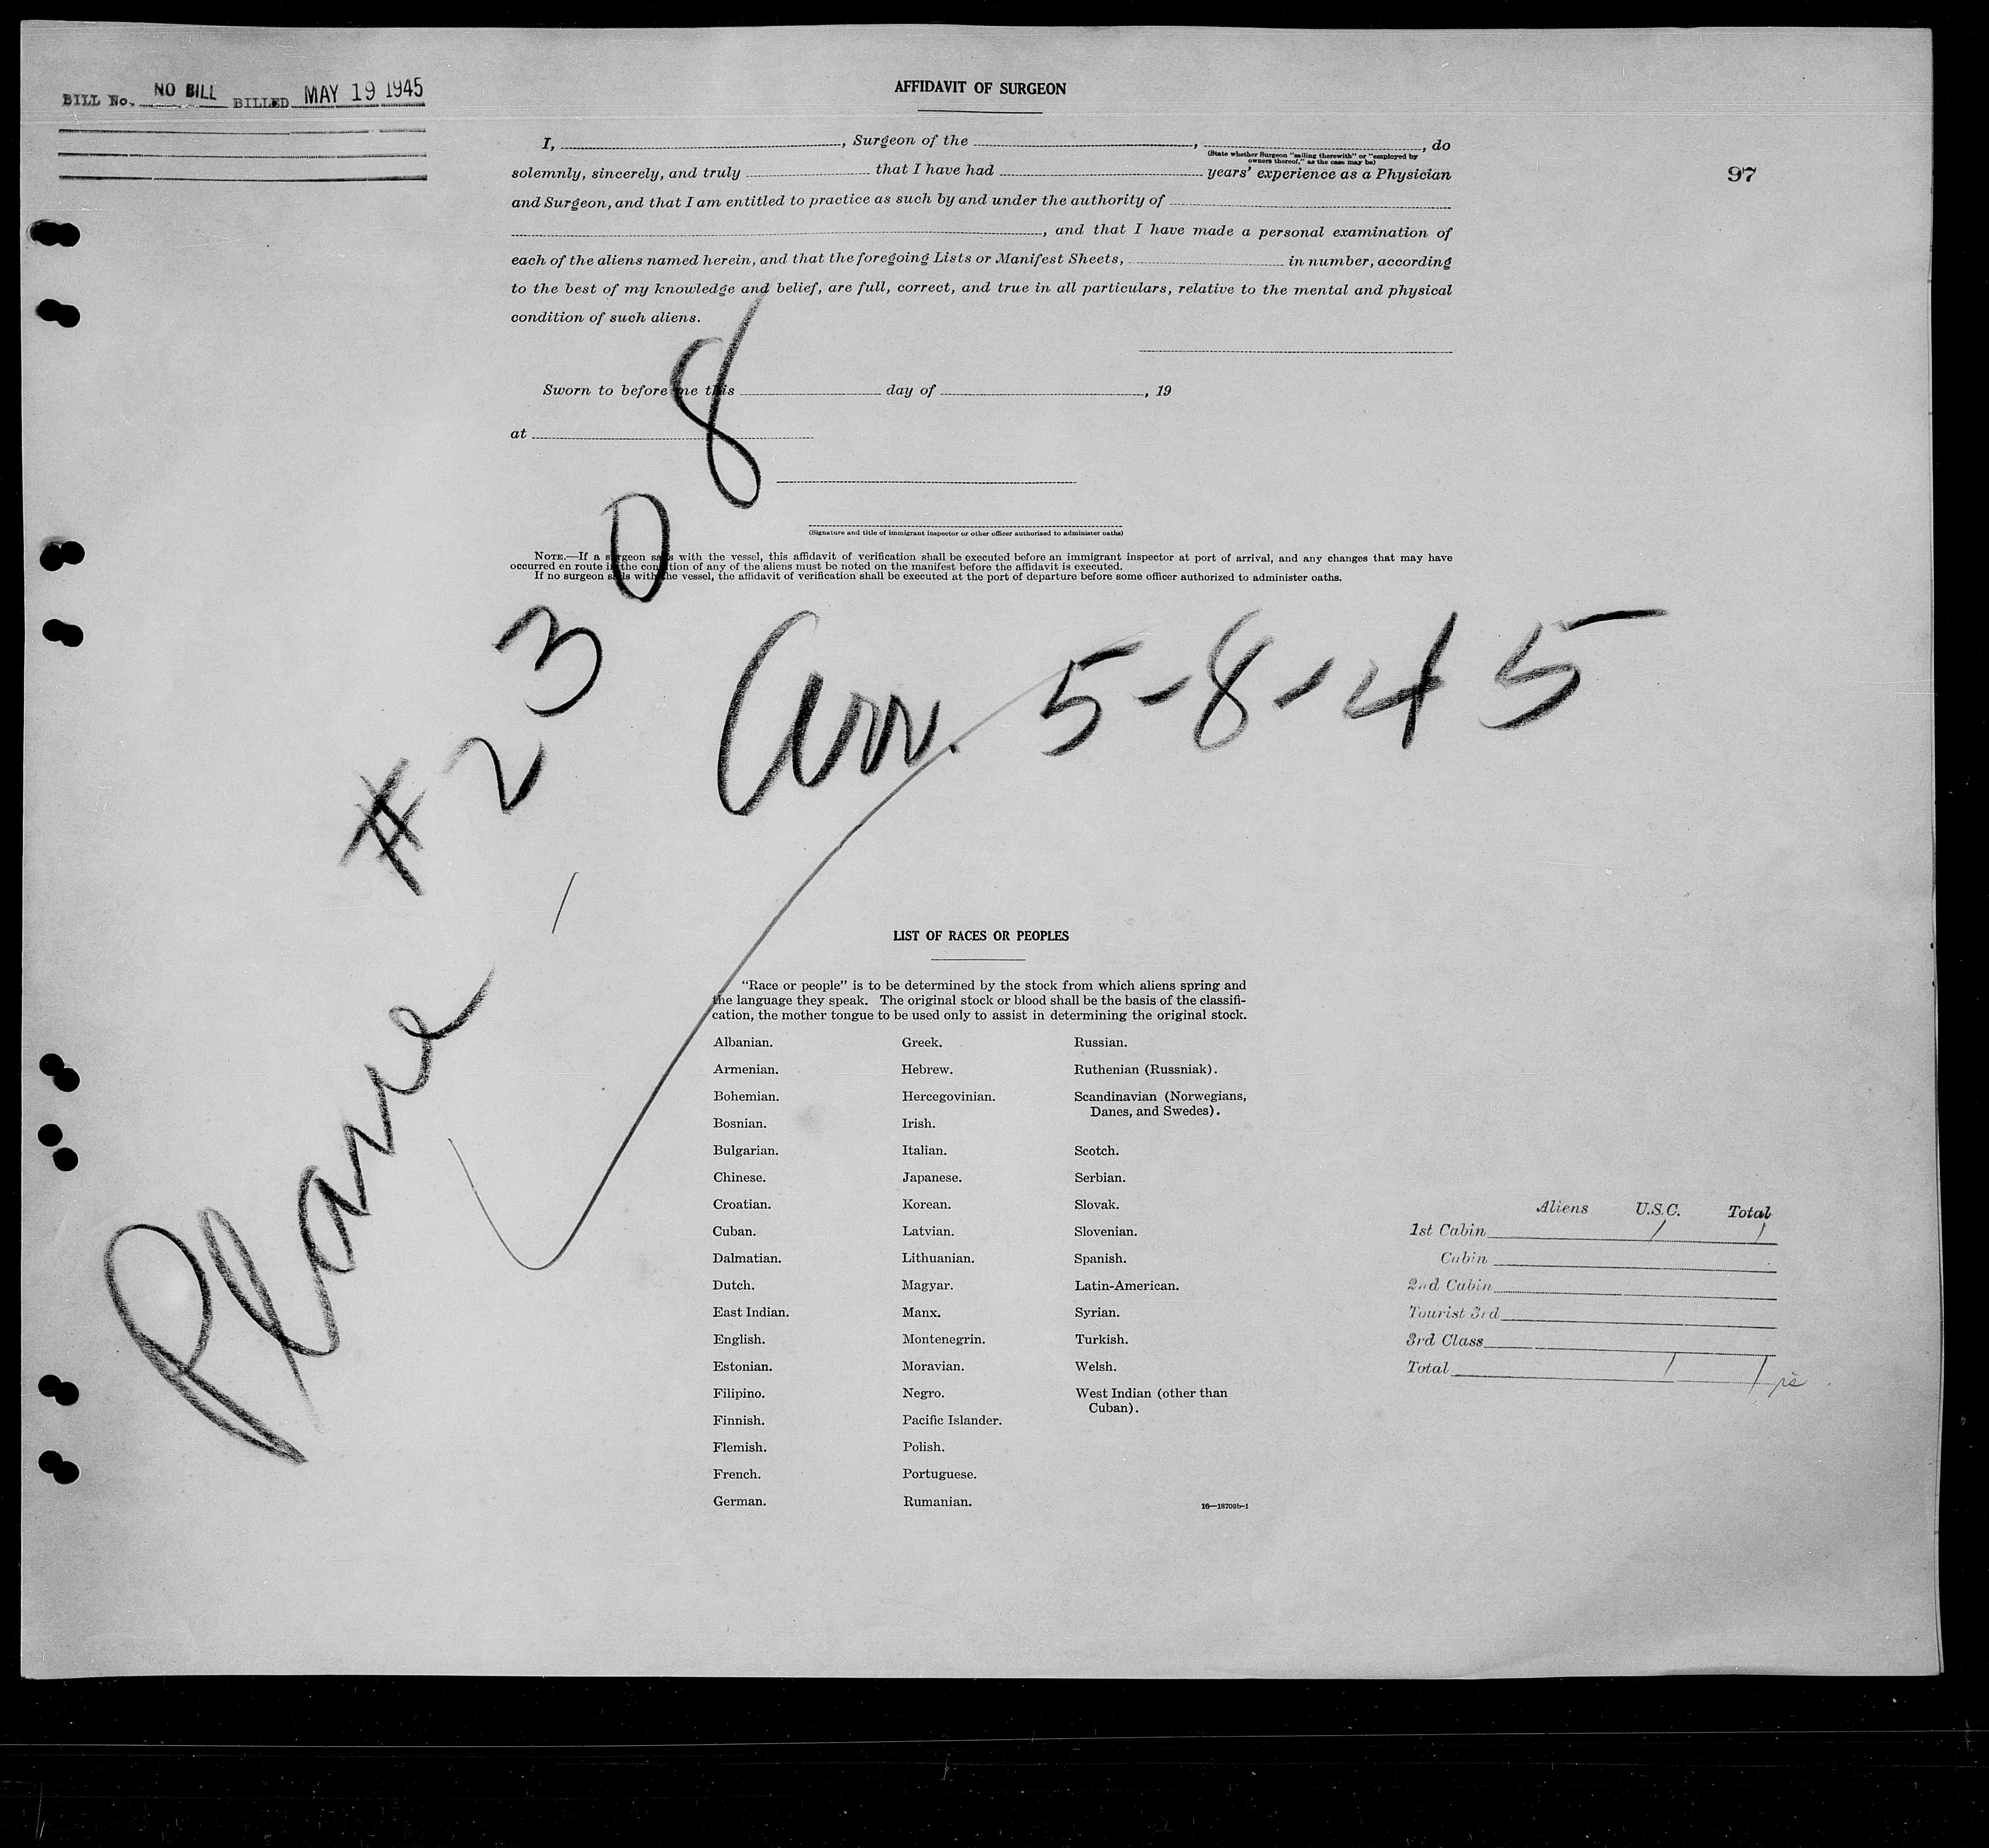 BILL No. NO BILL BILLED MAY 19 1945
AFFIDAVIT OF SURGEON
I, , Surgeon of the , , do
(State whether Surgeon "sailing therewith" or "employed by
owners thereof," as the case may be)
solemnly, sincerely, and truly that I have had years' experience as a Physician
97
and Surgeon, and that I am entitled to practice as such by and under the authority of
, and that I have made a personal examination of
each of the aliens named herein, and that the foregoing Lists or Manifest Sheets, in number, according
to the best of my knowledge and belief, are full, correct, and true in all particulars, relative to the mental and physical
condition of such aliens.
Sworn to before me this day of , 19
at
(Signature and title of immigrant inspector or other officer authorized to administer oaths)
NOTE.—If a surgeon sails with the vessel, this affidavit of verification shall be executed before an immigrant inspector at port of arrival, and any changes that may have
occurred en route in the condition of any of the aliens must be noted on the manifest before the affidavit is executed.
If no surgeon sails with the vessel, the affidavit of verification shall be executed at the port of departure before some officer authorized to administer oaths.
Plane - #2308
Arr. 5-8-45
LIST OF RACES OR PEOPLES
"Race or people" is to be determined by the stock from which aliens spring and
the language they speak. The original stock or blood shall be the basis of the classifi-
cation, the mother tongue to be used only to assist in determining the original stock.
Albanian.
Armenian.
Bohemian.
Bosnian.
Bulgarian.
Chinese.
Croatian.
Cuban.
Dalmatian.
Dutch.
East Indian.
English.
Estonian.
Filipino.
Finnish.
Flemish.
French.
German.
Greek.
Hebrew.
Hercegovinian.
Irish.
Italian.
Japanese.
Korean.
Latvian.
Lithuanian.
Magyar.
Manx.
Montenegrin.
Moravian.
Negro.
Pacific Islander.
Polish.
Portuguese.
Rumanian.
Russian.
Ruthenian (Russniak).
Scandinavian (Norwegians,
Danes, and Swedes).
Scotch.
Serbian.
Slovak.
Slovenian.
Spanish.
Latin-American.
Syrian.
Turkish.
Welsh.
West Indian (other than
Cuban).
16—18709b-1
Aliens U.S.C. Total
1st Cabin 1 1
Cabin
2nd Cabin
Tourist 3rd
3rd Class
Total 1 1